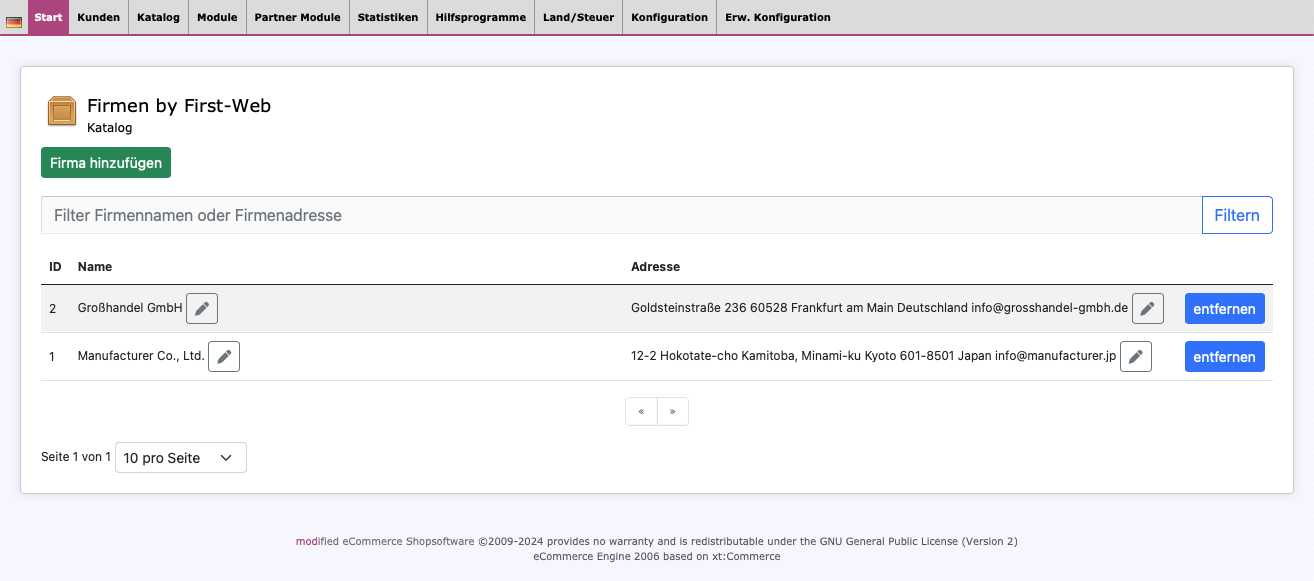 Start Kunden Katalog Module Partner Module Statistiken Hilfsprogramme Land/Steuer Konfiguration Erw. Konfiguration
Firmen by First-Web
Katalog
Firma hinzufügen
Filter Firmennamen oder Firmenadresse Filtern
ID Name Adresse
2 Großhandel GmbH Goldsteinstraße 236 60528 Frankfurt am Main Deutschland info@grosshandel-gmbh.de entfernen
1 Manufacturer Co., Ltd. 12-2 Hokotate-cho Kamitoba, Minami-ku Kyoto 601-8501 Japan info@manufacturer.jp entfernen
« »
Seite 1 von 1 10 pro Seite
modified eCommerce Shopsoftware ©2009-2024 provides no warranty and is redistributable under the GNU General Public License (Version 2)
eCommerce Engine 2006 based on xt:Commerce